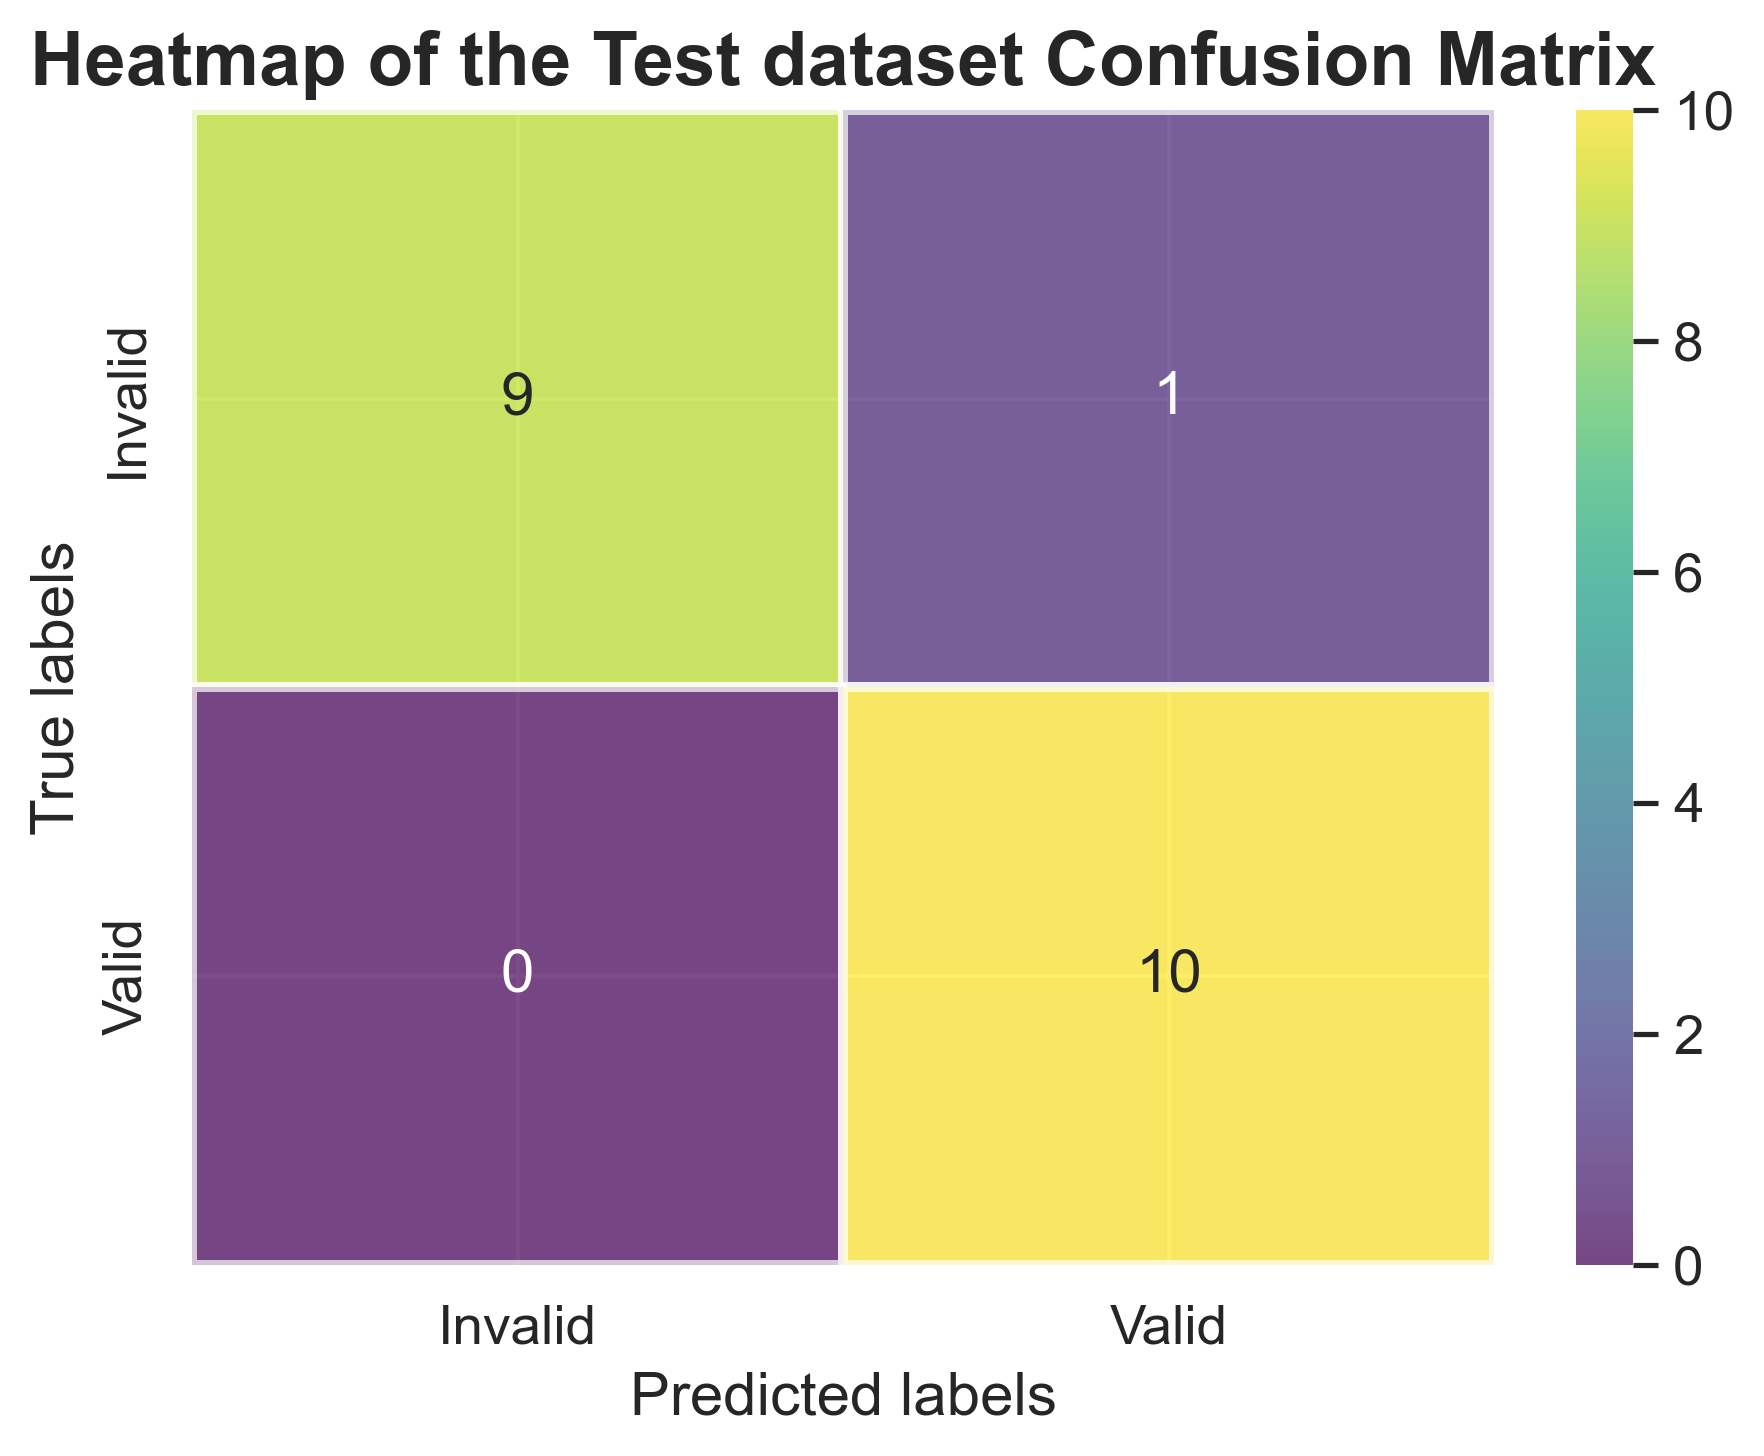 Heatmap of the Test dataset Confusion Matrix
True labels
Invalid
Valid
9
1
0
10
Invalid
Valid
Predicted labels
10
8
6
4
2
0